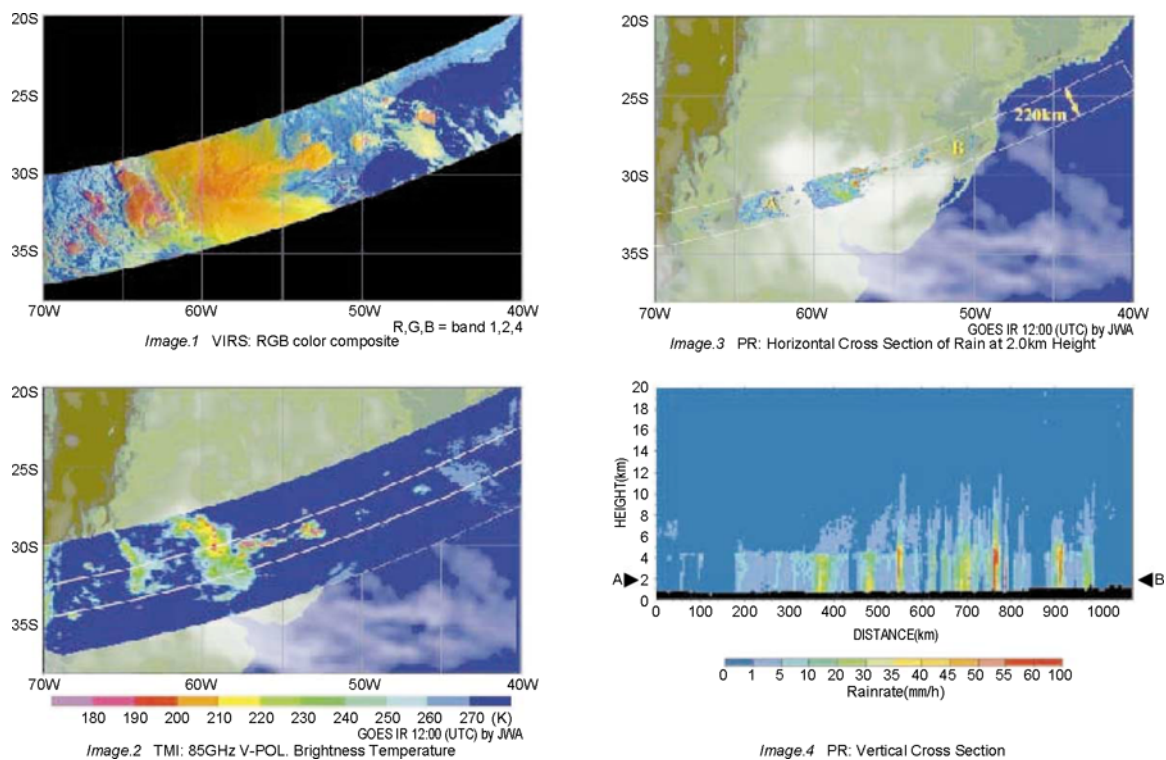 20S
25S
30S
35S
70W 60W 50W 40W
R,G,B = band 1,2,4
Image.1 VIRS: RGB color composite
20S
25S
30S
35S
220km
B
A
70W 60W 50W 40W
GOES IR 12:00 (UTC) by JWA
Image.3 PR: Horizontal Cross Section of Rain at 2.0km Height
20S
25S
30S
35S
70W 60W 50W 40W
180 190 200 210 220 230 240 250 260 270 (K)
GOES IR 12:00 (UTC) by JWA
Image.2 TMI: 85GHz V-POL. Brightness Temperature
HEIGHT(km)
20
18
16
14
12
10
8
6
4
A 2 B
0
0 100 200 300 400 500 600 700 800 900 1000
DISTANCE(km)
0 1 5 10 20 30 35 40 45 50 55 60 100
Rainrate(mm/h)
Image.4 PR: Vertical Cross Section